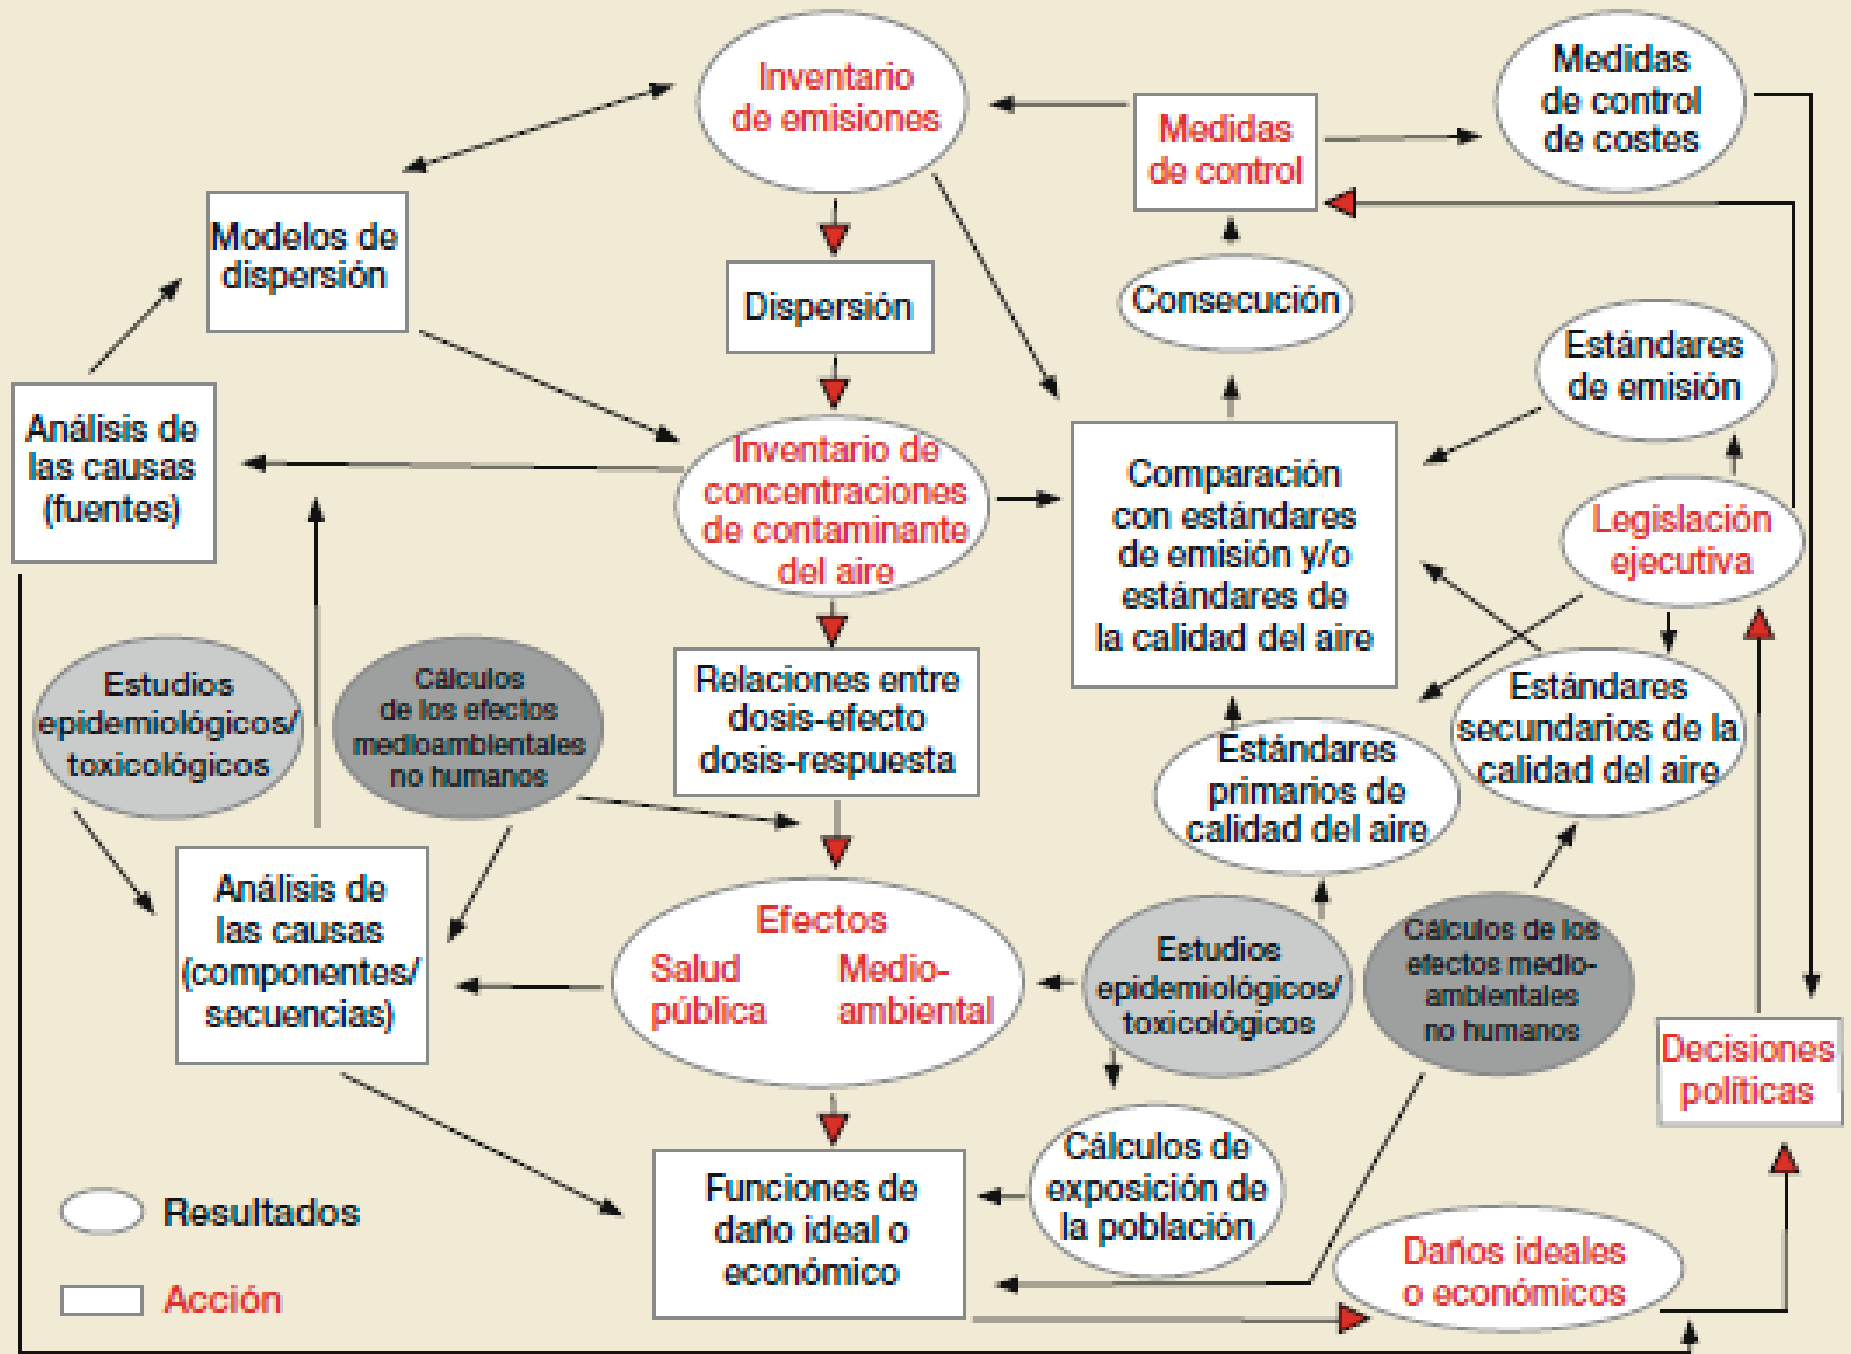 Inventario
de emisiones
Medidas
de control
Medidas
de control
de costes
Modelos de
dispersión
Dispersión
Consecución
Estándares
de emisión
Análisis de
las causas
(fuentes)
Inventario de
concentraciones
de contaminante
del aire
Comparación
con estándares
de emisión y/o
estándares de
la calidad del aire
Legislación
ejecutiva
Estudios
epidemiológicos/
toxicológicos
Cálculos
de los efectos
medioambientales
no humanos
Relaciones entre
dosis-efecto
dosis-respuesta
Estándares
primarios de
calidad del aire
Estándares
secundarios de la
calidad del aire
Análisis de
las causas
(componentes/
secuencias)
Efectos
Salud
pública
Medio-
ambiental
Estudios
epidemiológicos/
toxicológicos
Cálculos de los
efectos medio-
ambientales
no humanos
Decisiones
políticas
Funciones de
daño ideal o
económico
Cálculos de
exposición de
la población
Daños ideales
o económicos
Resultados
Acción